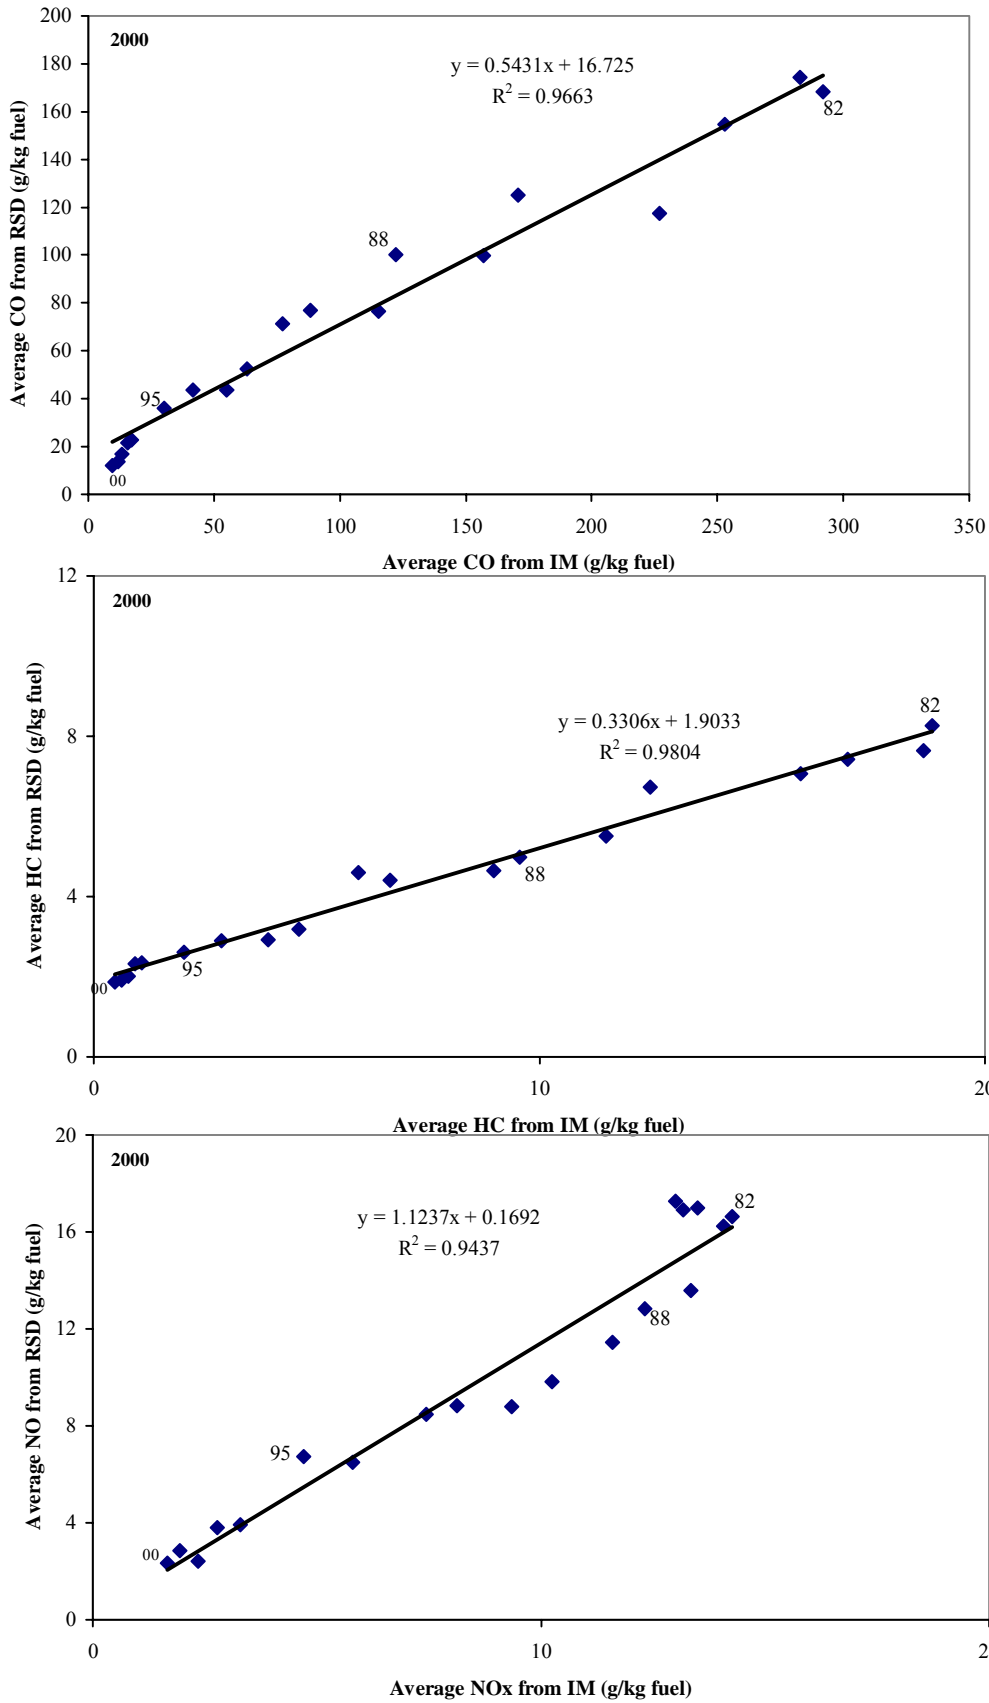 200
180
160
140
120
100
80
60
40
20
0
2000
y = 0.5431x + 16.725
R² = 0.9663
82
88
95
00
0 50 100 150 200 250 300 350
Average CO from RSD (g/kg fuel)
Average CO from IM (g/kg fuel)
12
8
4
0
2000
y = 0.3306x + 1.9033
R² = 0.9804
82
88
95
00
0 10 20
Average HC from RSD (g/kg fuel)
Average HC from IM (g/kg fuel)
20
16
12
8
4
0
2000
y = 1.1237x + 0.1692
R² = 0.9437
82
88
95
00
0 10 2
Average NO from RSD (g/kg fuel)
Average NOx from IM (g/kg fuel)